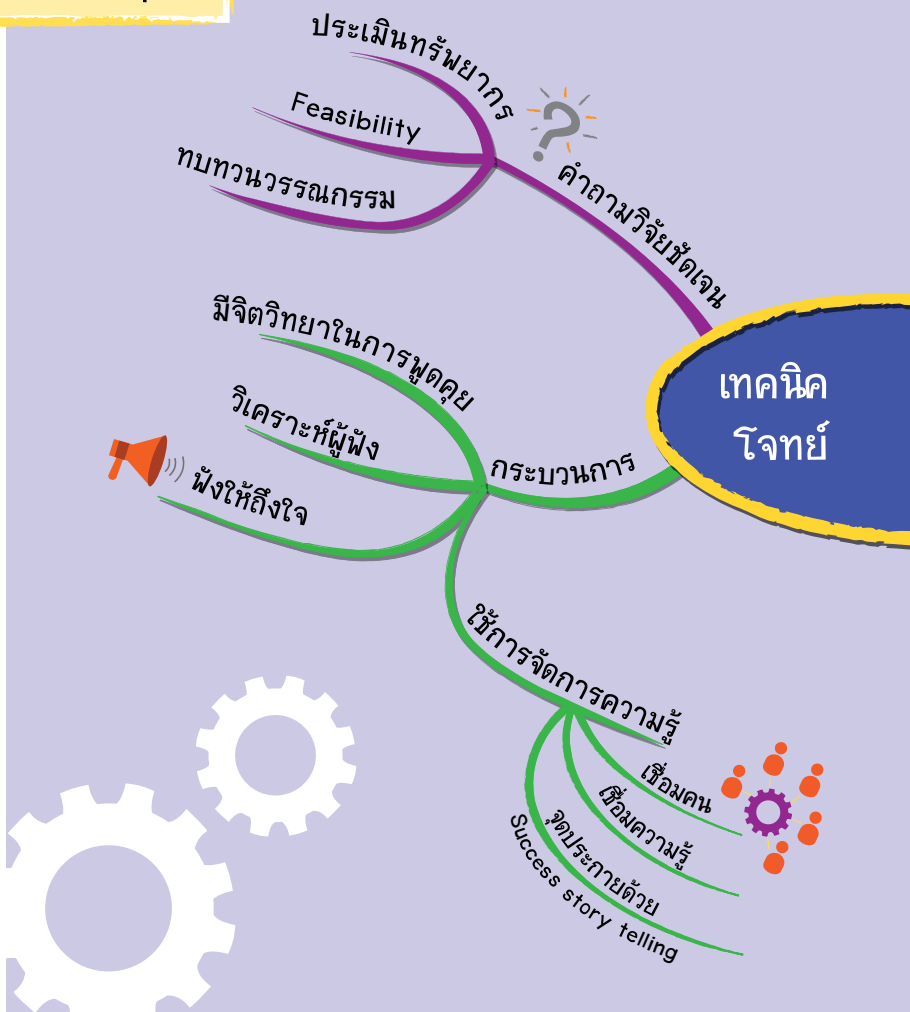 ประเมินทรัพยากร
Feasibility
ทบทวนวรรณกรรม
คำถามวิจัยชัดเจน
มีจิตวิทยาในการพูดคุย
วิเคราะห์ผู้ฟัง
ฟังให้ถึงใจ
กระบวนการ
เทคนิค
โจทย์
ใช้การจัดการความรู้
เชื่อมคน
เชื่อมความรู้
จุดประกายด้วย
Success story telling